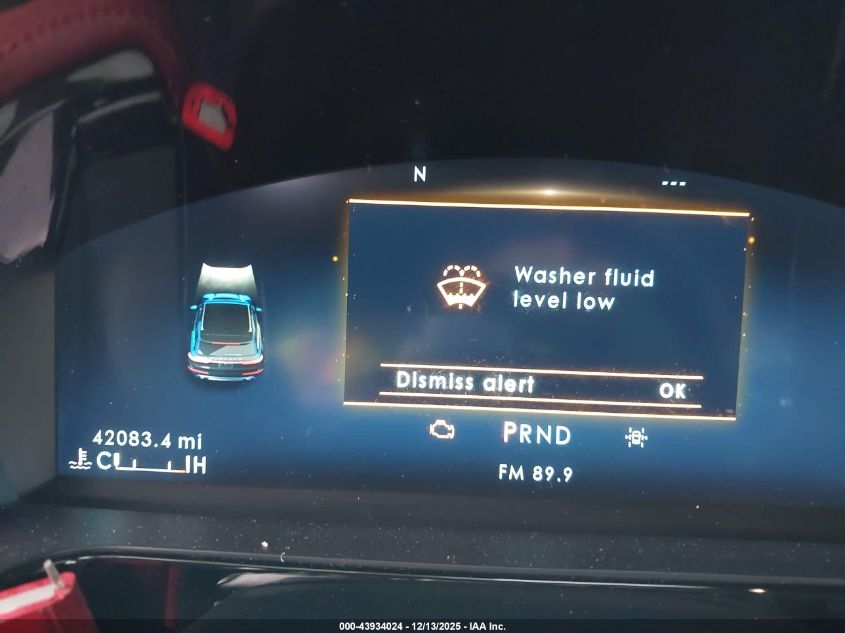 N
---
Washer fluid
level low
Dismiss alert OK
42083.4 mi
PRND
C H
FM 89.9
000-43934024 - 12/13/2025 - IAA Inc.